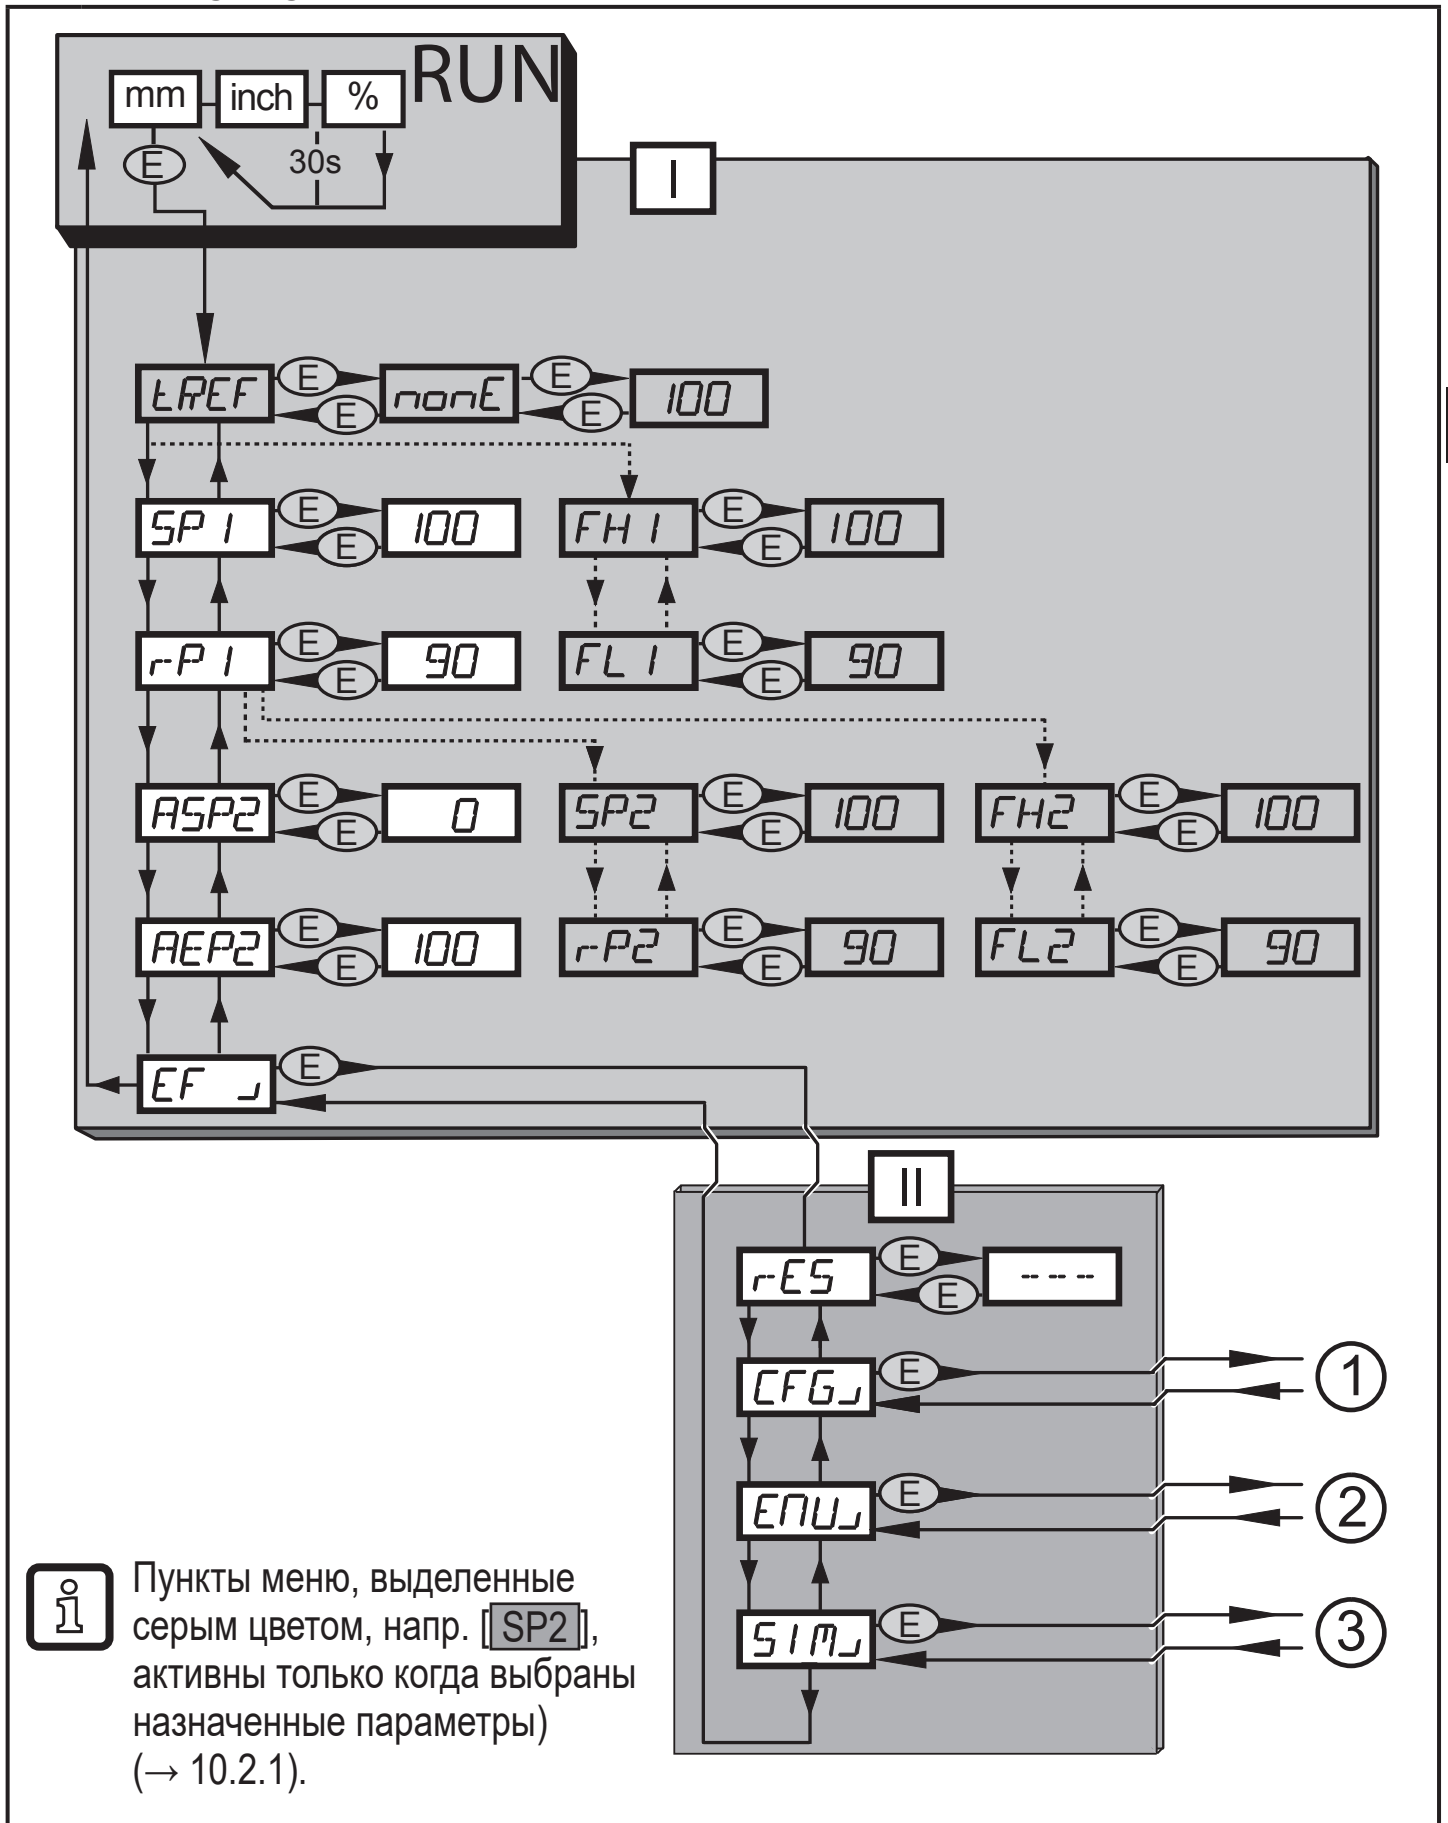 RUN
mm inch %
E 30s
I
tREF E nonE E 100
E E
SP1 E 100 FH1 E 100
E E
rP1 E 90 FL1 E 90
E E
ASP2 E 0 SP2 E 100 FH2 E 100
E E E
AEP2 E 100 rP2 E 90 FL2 E 90
E E E
EF E
II
rES E ---
E
CFG E 1
ENV E 2
SIM E 3
Пункты меню, выделенные
серым цветом, напр. [ SP2 ],
активны только когда выбраны
назначенные параметры)
(→ 10.2.1).